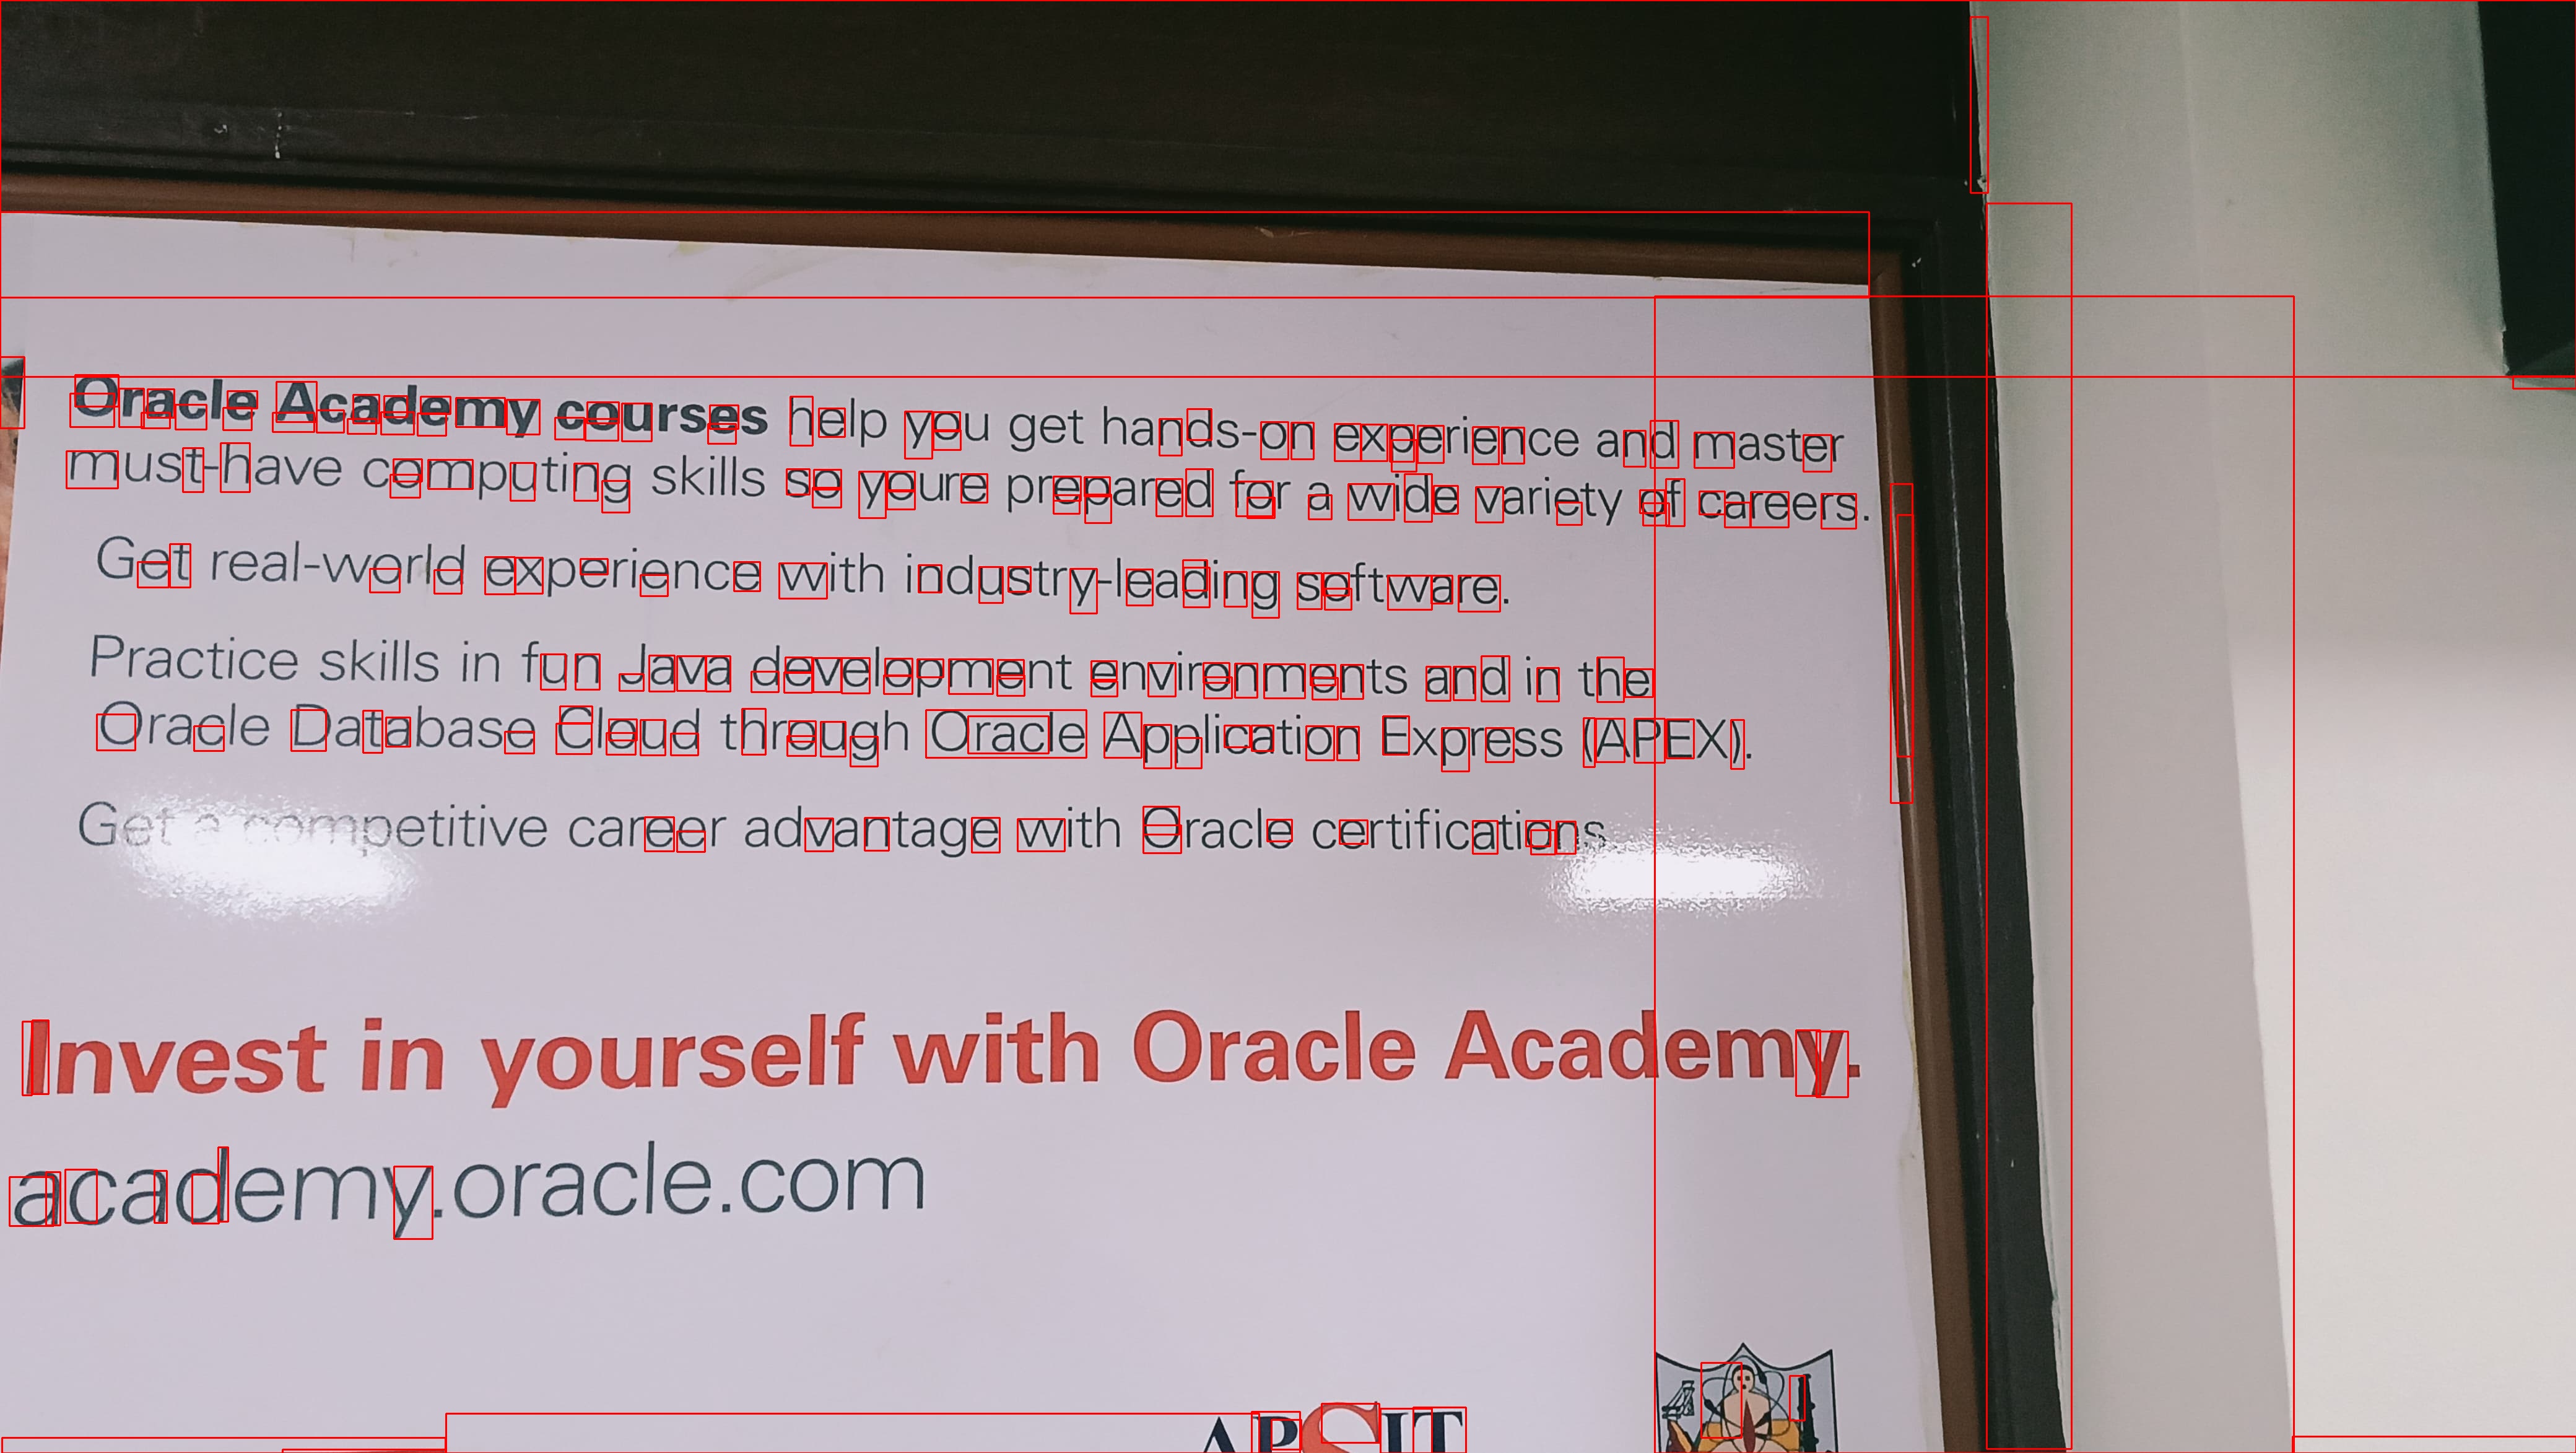 Oracle Academy courses help you get hands-on experience and master
must-have computing skills so youre prepared for a wide variety of careers.
Get real-world experience with industry-leading software.
Practice skills in fun Java development environments and in the
Oracle Database Cloud through Oracle Application Express (APEX).
Get a competitive career advantage with Oracle certifications.
Invest in yourself with Oracle Academy.
academy.oracle.com
APSIT